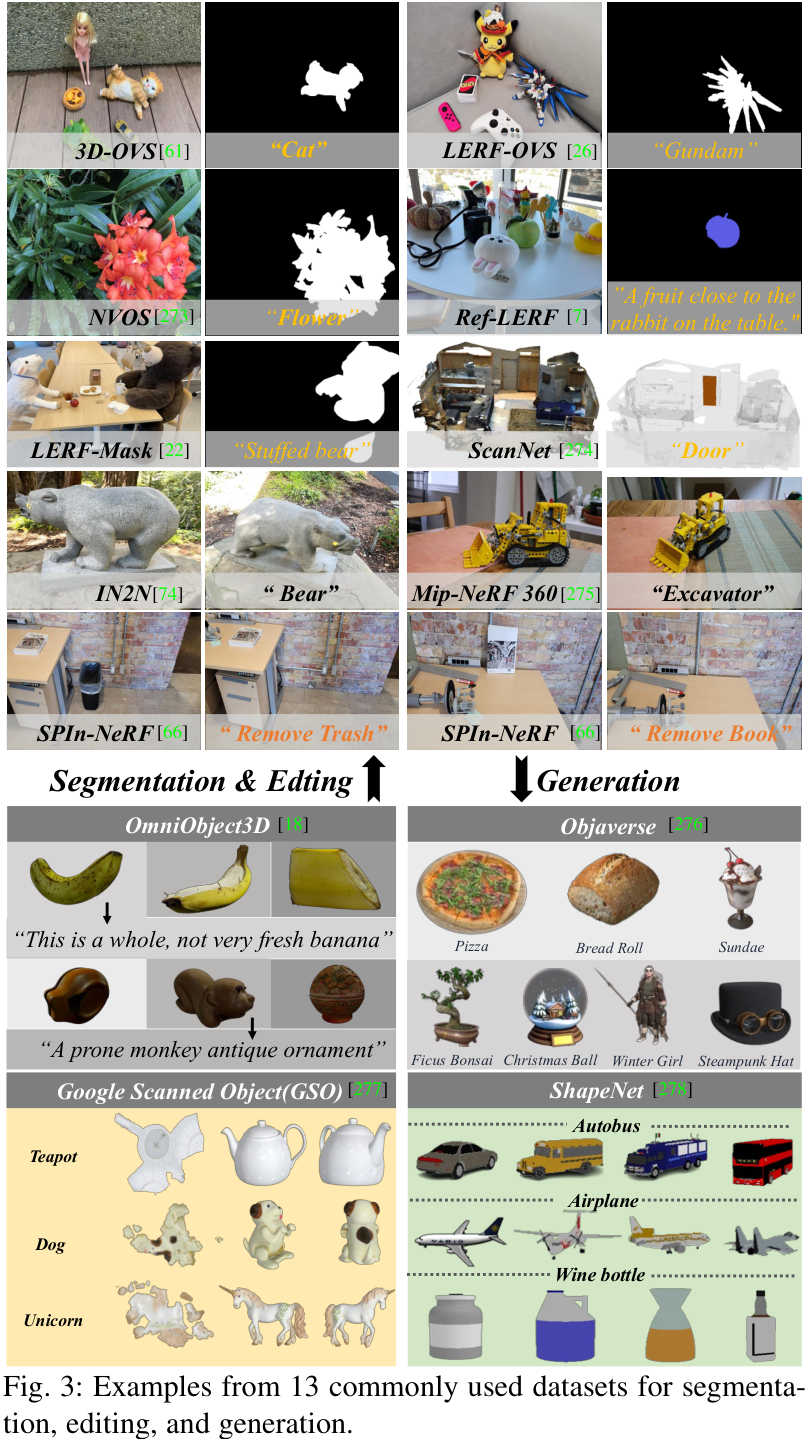 3D-OVS[61]
“Cat”
LERF-OVS [26]
“Gundam”
NVOS[273]
“Flower”
Ref-LERF [7]
"A fruit close to the
rabbit on the table."
LERF-Mask [22]
“Stuffed bear”
ScanNet [274]
“Door”
IN2N[74]
“ Bear”
Mip-NeRF 360[275]
“Excavator”
SPIn-NeRF[66]
“ Remove Trash”
SPIn-NeRF [66]
“ Remove Book”
Segmentation & Edting
Generation
OmniObject3D [18]
“This is a whole, not very fresh banana”
“A prone monkey antique ornament”
Objaverse [276]
Pizza
Bread Roll
Sundae
Ficus Bonsai
Christmas Ball
Winter Girl
Steampunk Hat
Google Scanned Object(GSO) [277]
Teapot
Dog
Unicorn
ShapeNet [278]
Autobus
Airplane
Wine bottle
Fig. 3: Examples from 13 commonly used datasets for segmenta-
tion, editing, and generation.